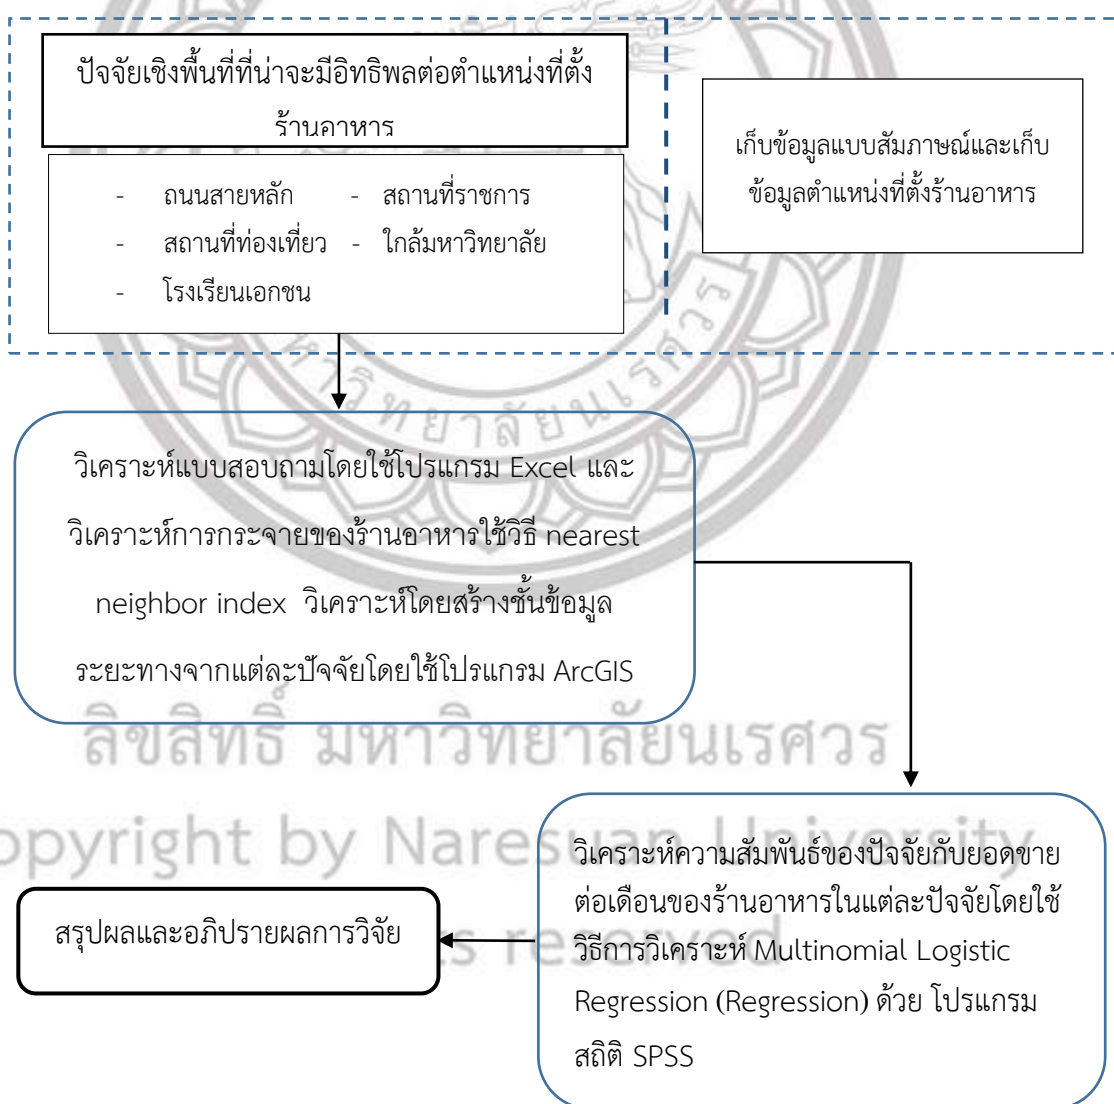 ปัจจัยเชิงพื้นที่ที่น่าจะมีอิทธิพลต่อตำแหน่งที่ตั้ง
ร้านอาหาร
- ถนนสายหลัก - สถานที่ราชการ
- สถานที่ท่องเที่ยว - ใกล้มหาวิทยาลัย
- โรงเรียนเอกชน
เก็บข้อมูลแบบสัมภาษณ์และเก็บ
ข้อมูลตำแหน่งที่ตั้งร้านอาหาร
วิเคราะห์แบบสอบถามโดยใช้โปรแกรม Excel และ
วิเคราะห์การกระจายของร้านอาหารใช้วิธี nearest
neighbor index วิเคราะห์โดยสร้างชั้นข้อมูล
ระยะทางจากแต่ละปัจจัยโดยใช้โปรแกรม ArcGIS
ลิขสิทธิ์ มหาวิทยาลัยนเรศวร
opyright by Naresuan University
ts reserved
วิเคราะห์ความสัมพันธ์ของปัจจัยกับยอดขาย
ต่อเดือนของร้านอาหารในแต่ละปัจจัยโดยใช้
วิธีการวิเคราะห์ Multinomial Logistic
Regression (Regression) ด้วย โปรแกรม
สถิติ SPSS
สรุปผลและอภิปรายผลการวิจัย